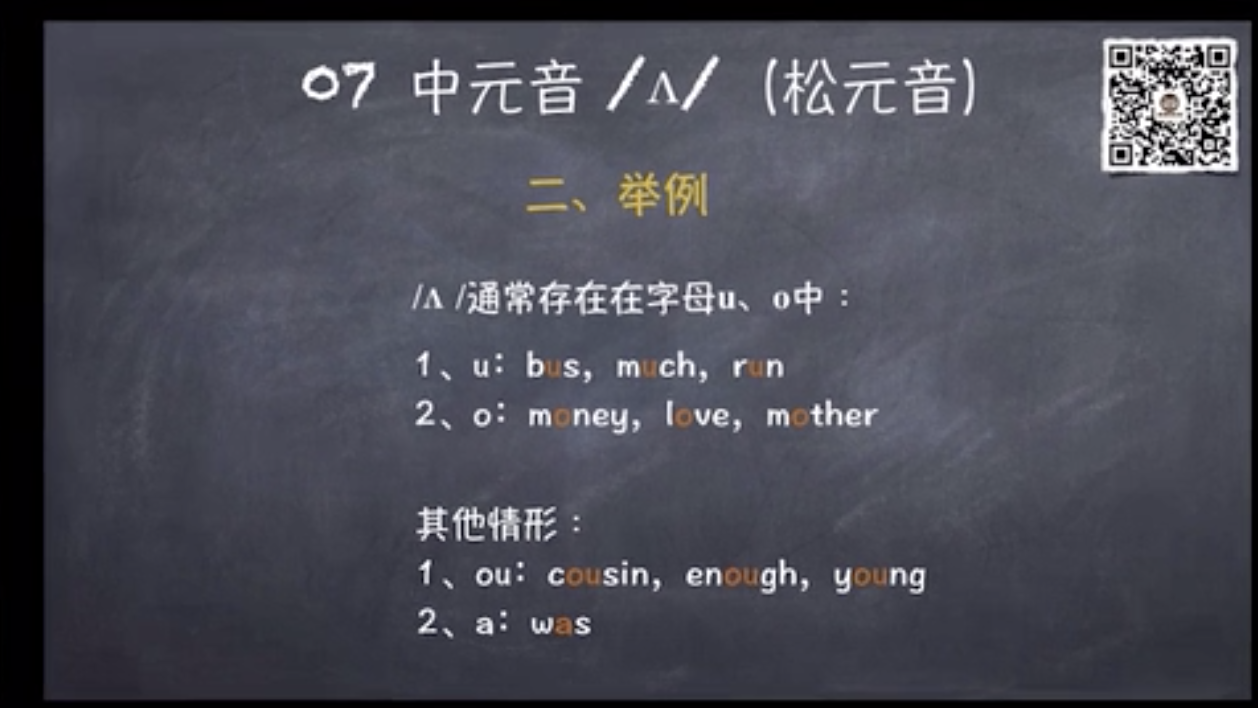 07 中元音 /ʌ/（松元音）
二、举例
/ʌ /通常存在在字母u、o中：
1、u：bus，much，run
2、o：money，love，mother
其他情形：
1、ou：cousin，enough，young
2、a：was